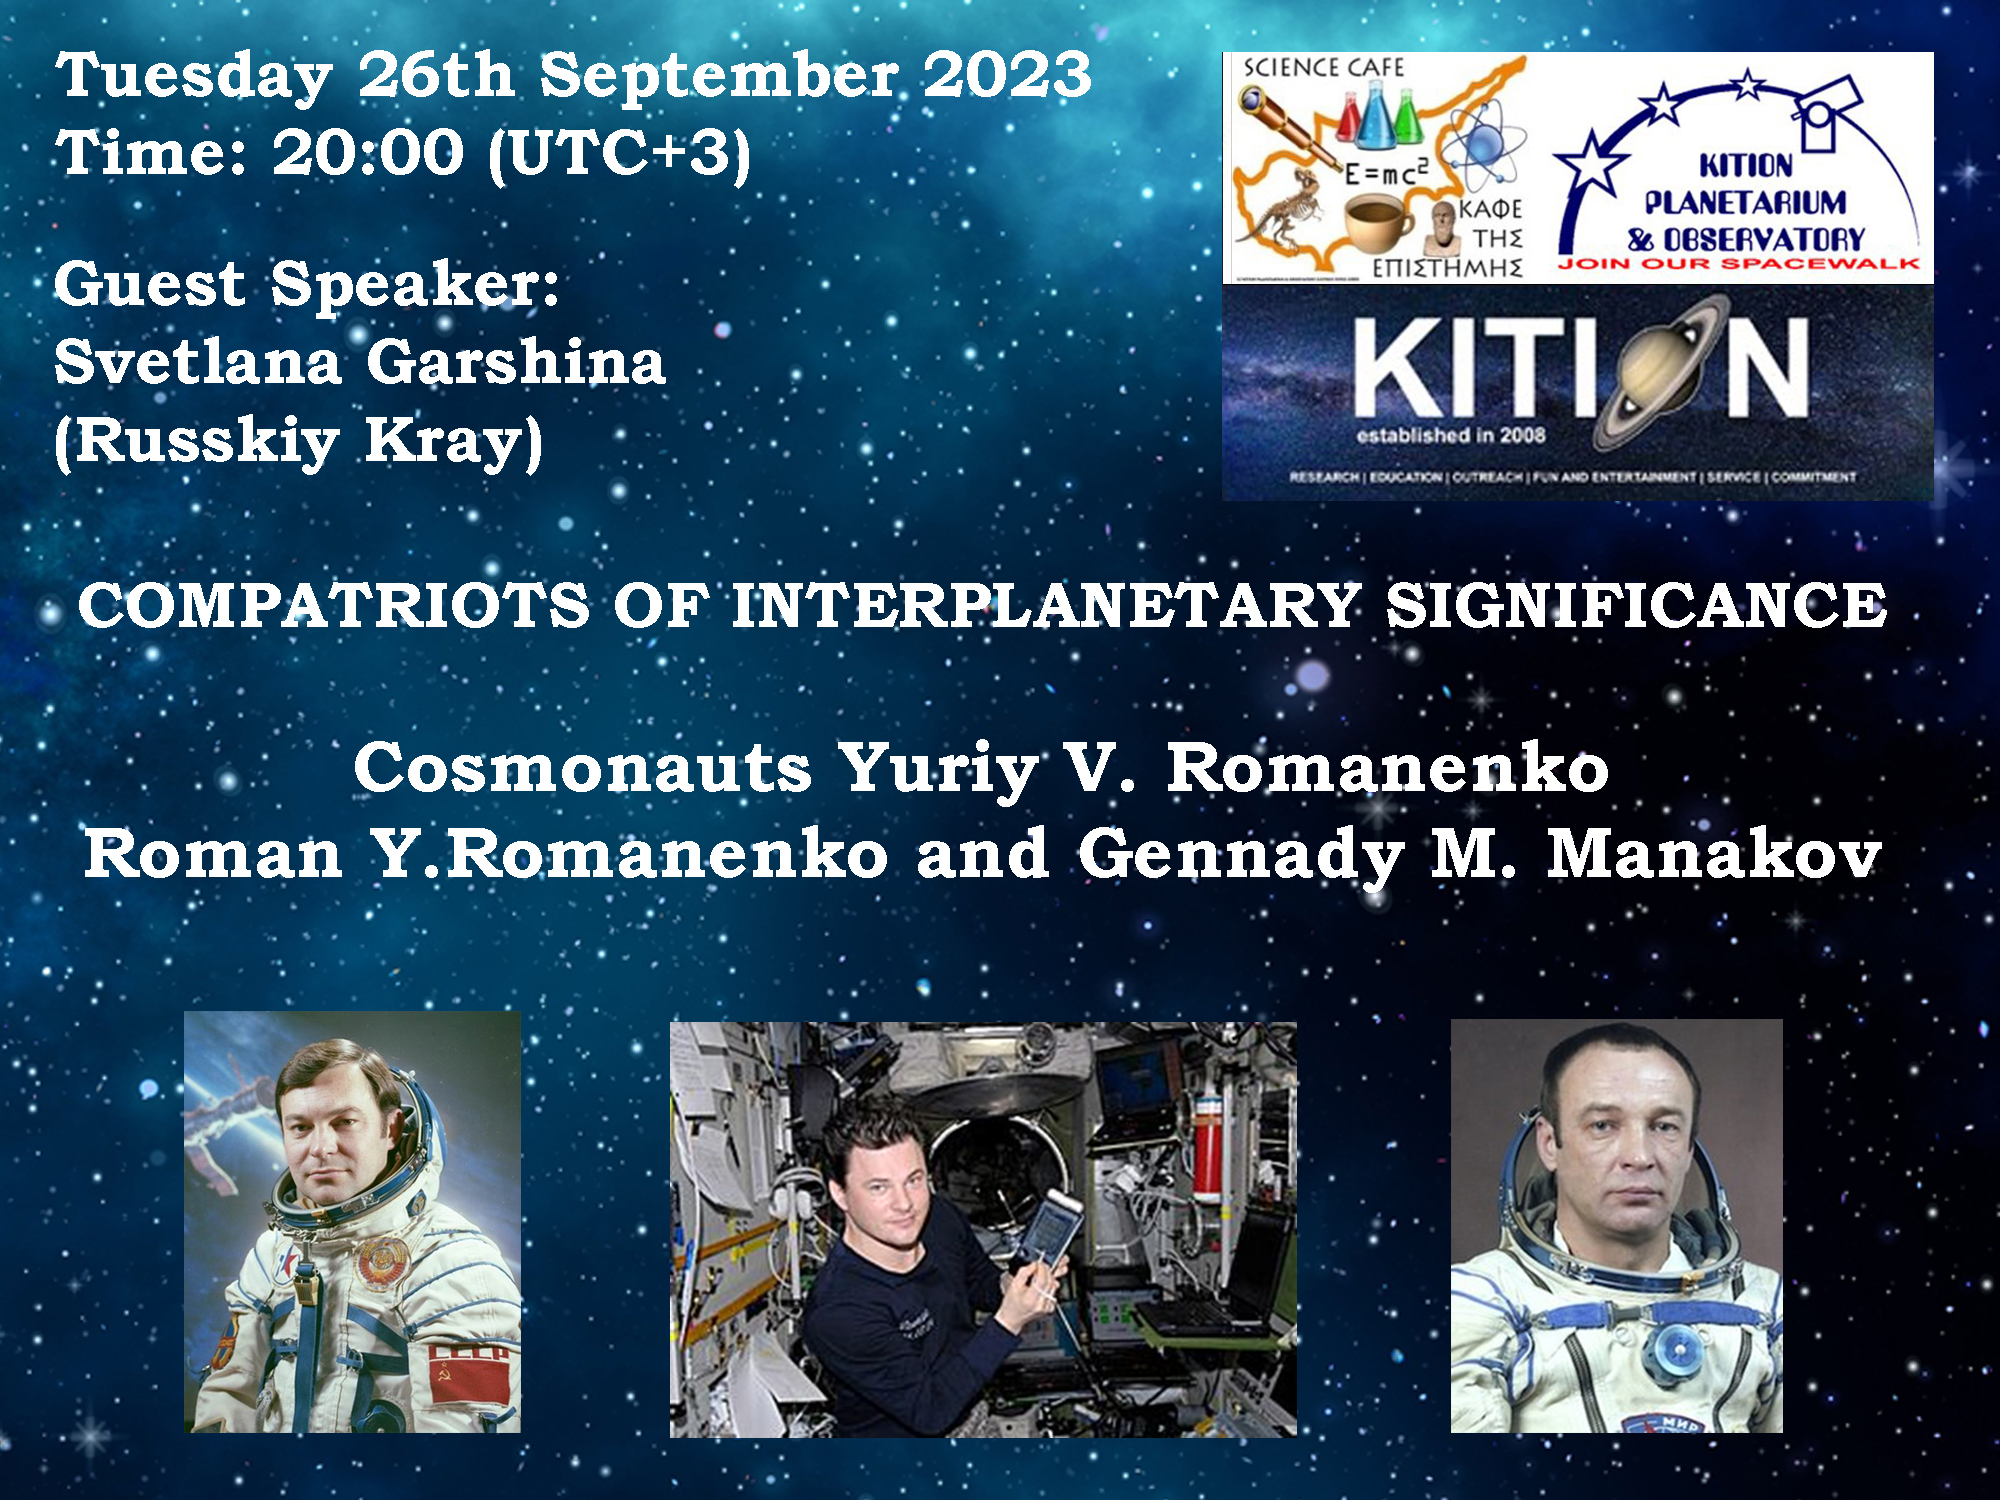 Tuesday 26th September 2023
Time: 20:00 (UTC+3)
Guest Speaker:
Svetlana Garshina
(Russkiy Kray)
SCIENCE CAFE
E=mc²
ΚΑΦΕ
ΤΗΣ
ΕΠΙΣΤΗΜΗΣ
KITION
PLANETARIUM
& OBSERVATORY
JOIN OUR SPACEWALK
KITION
established in 2008
RESEARCH | EDUCATION | OUTREACH | FUN AND ENTERTAINMENT | SERVICE | COMMITMENT
COMPATRIOTS OF INTERPLANETARY SIGNIFICANCE
Cosmonauts Yuriy V. Romanenko
Roman Y.Romanenko and Gennady M. Manakov
СССР
МИР